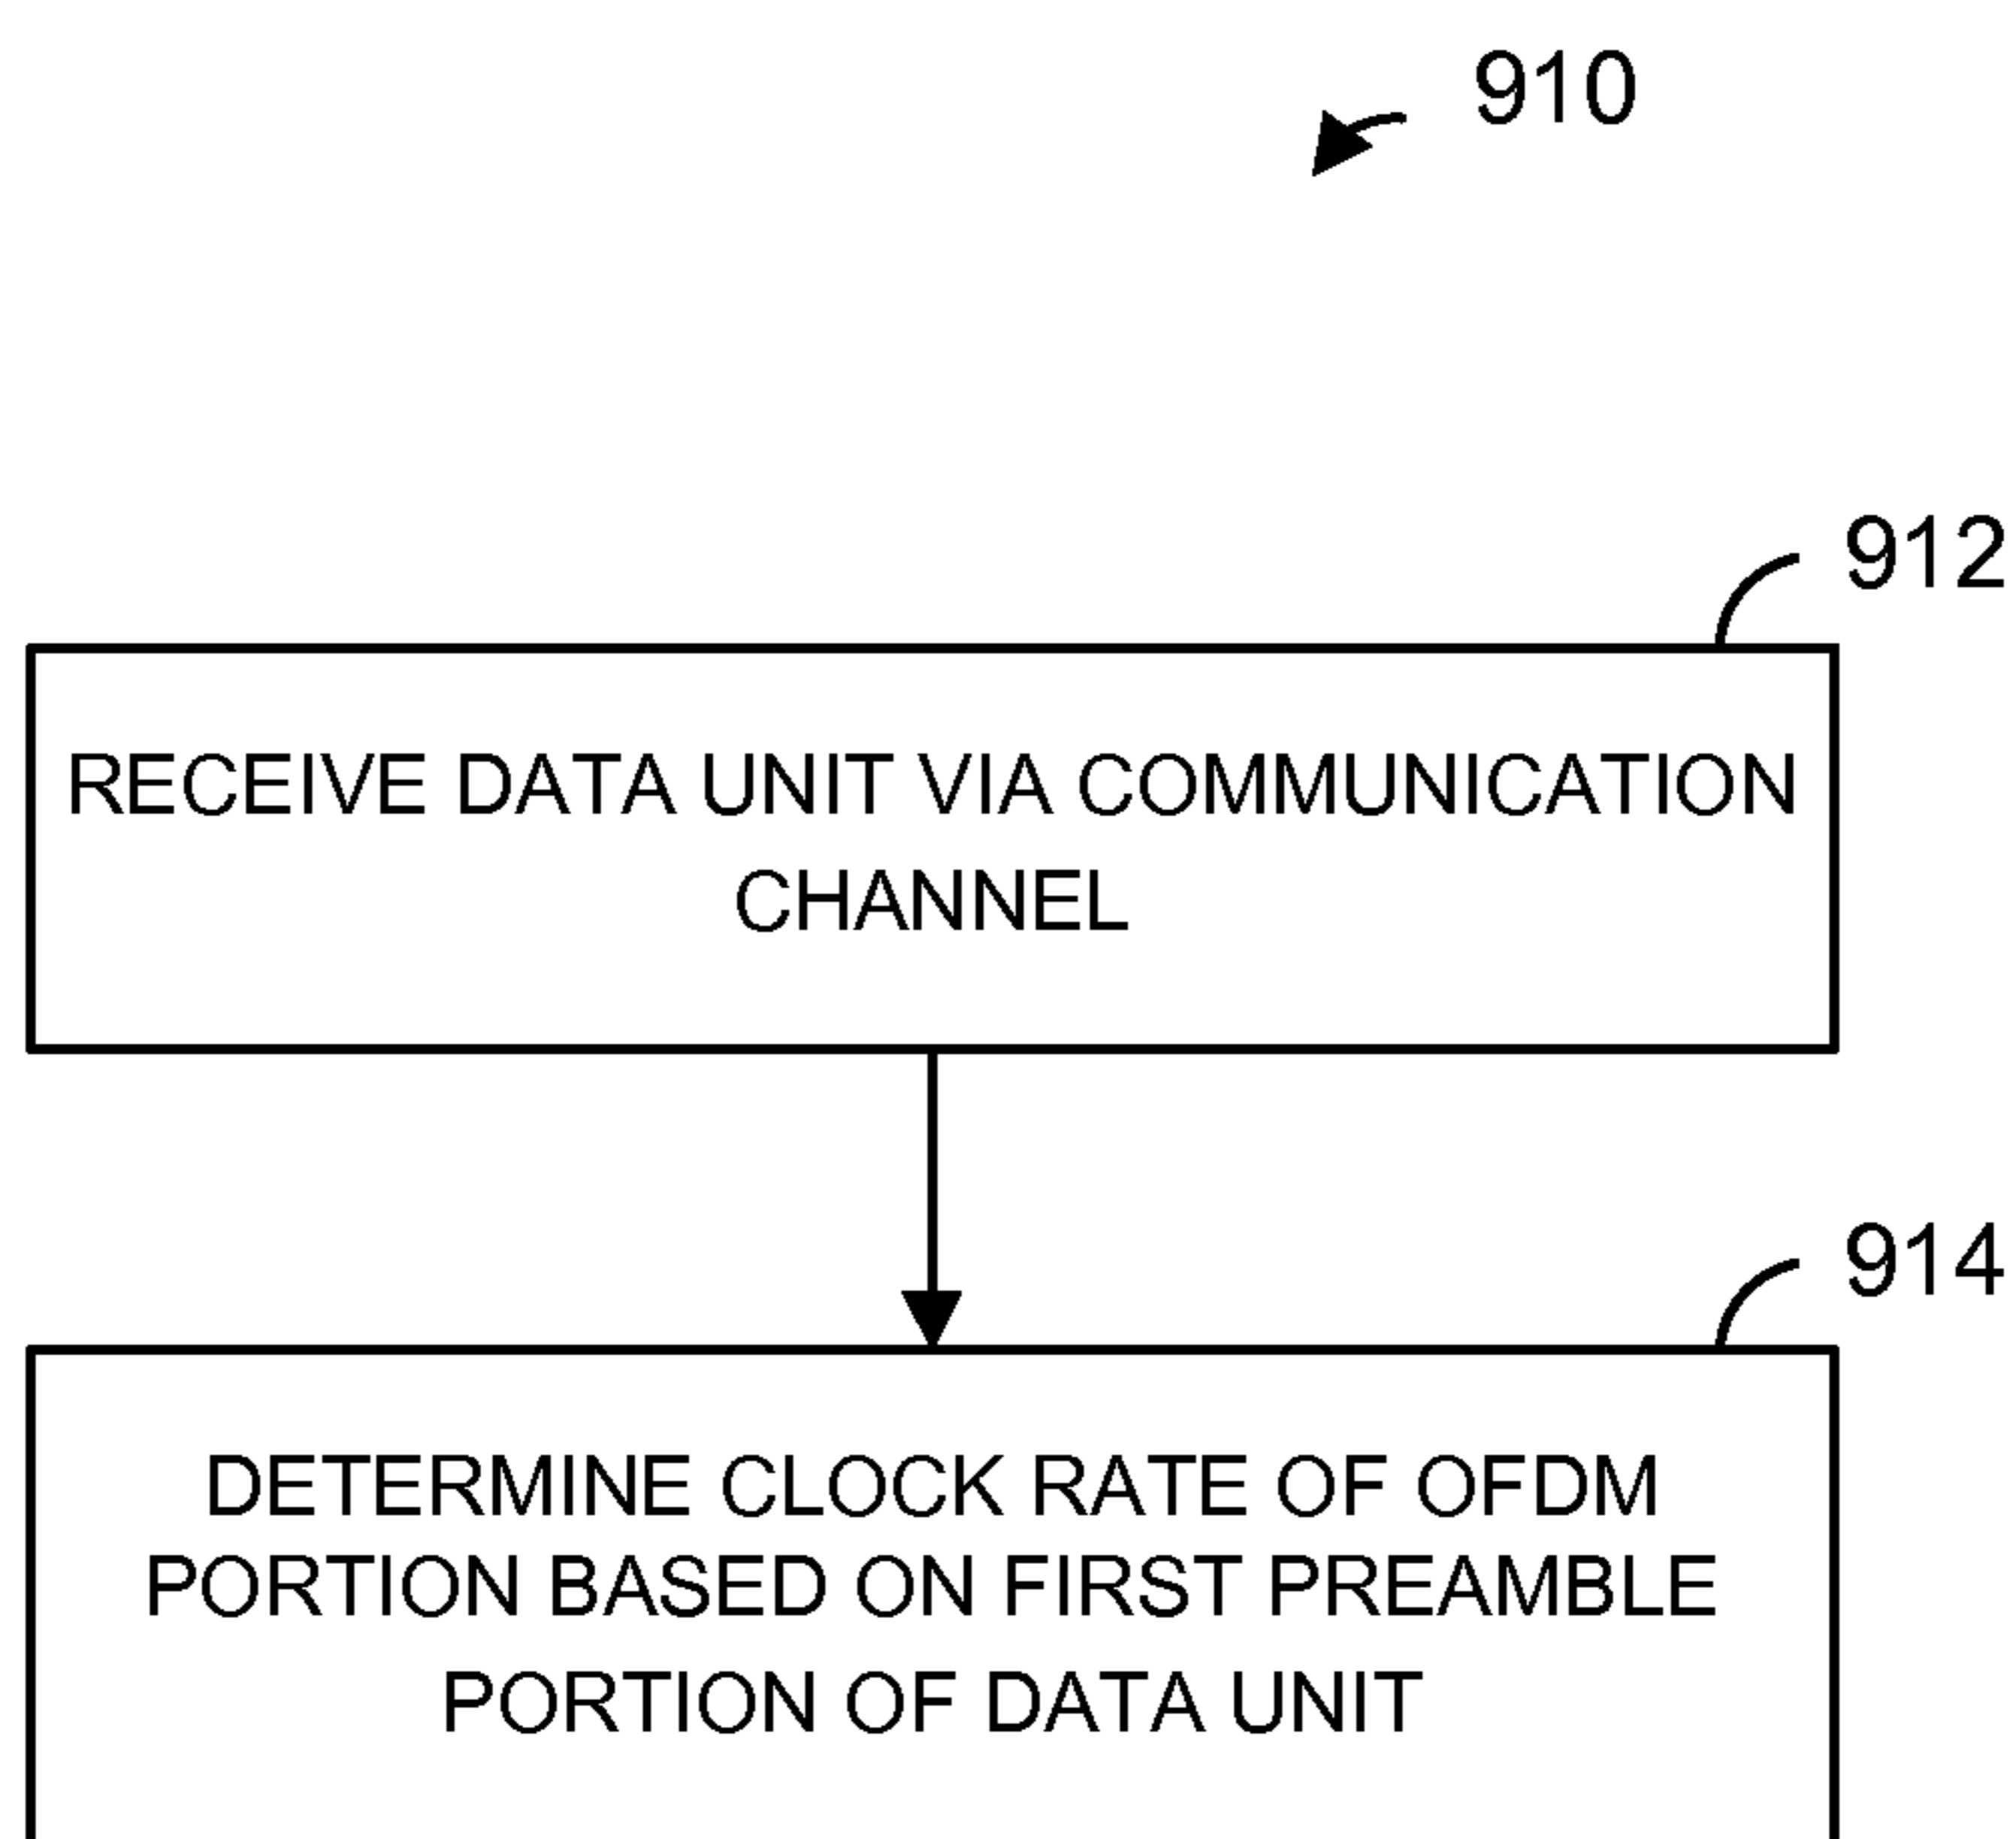 910
912
RECEIVE DATA UNIT VIA COMMUNICATION
CHANNEL
914
DETERMINE CLOCK RATE OF OFDM
PORTION BASED ON FIRST PREAMBLE
PORTION OF DATA UNIT